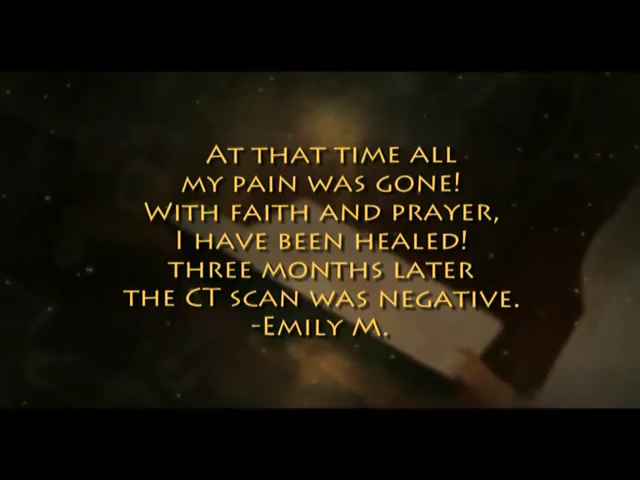 At that time all
my pain was gone!
With faith and prayer,
I have been healed!
three months later
the CT scan was negative.
-Emily M.